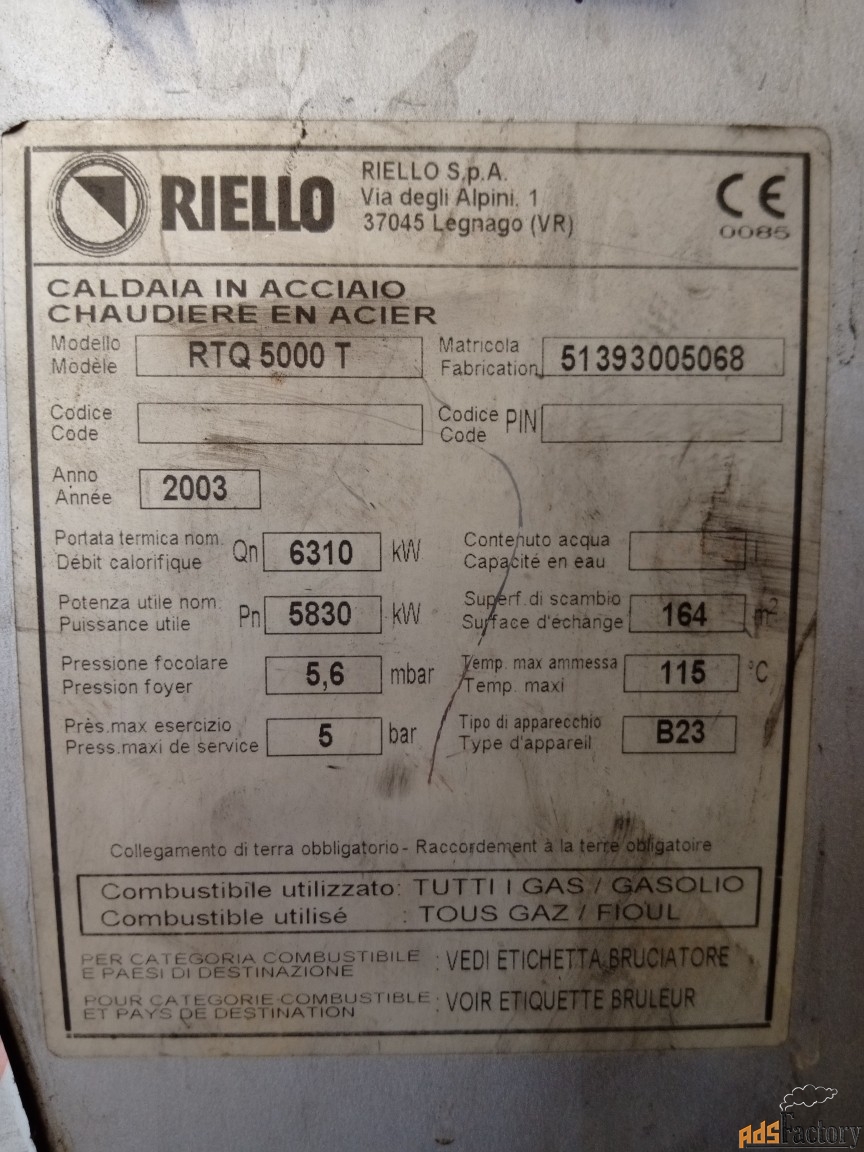 RIELLO
RIELLO S.p.A.
Via degli Alpini, 1
37045 Legnago (VR)
CE
0085
CALDAIA IN ACCIAIO
CHAUDIERE EN ACIER
Modello
Modèle
RTQ 5000 T
Matricola
Fabrication
51393005068
Codice
Code
Codice
Code
PIN
Anno
Année
2003
Portata termica nom.
Débit calorifique
Qn 6310 kW
Contenuto acqua
Capacité en eau
l
Potenza utile nom.
Puissance utile
Pn 5830 kW
Superf. di scambio
Surface d'échange
164 m²
Pressione focolare
Pression foyer
5,6 mbar
Temp. max ammessa
Temp. maxi
115 °C
Près.max esercizio
Press.maxi de service
5 bar
Tipo di apparecchio
Type d'appareil
B23
Collegamento di terra obbligatorio - Raccordement à la terre obligatoire
Combustibile utilizzato: TUTTI I GAS / GASOLIO
Combustible utilisé : TOUS GAZ / FIOUL
PER CATEGORIA COMBUSTIBILE
E PAESI DI DESTINAZIONE
: VEDI ETICHETTA BRUCIATORE
POUR CATEGORIE COMBUSTIBLE
ET PAYS DE DESTINATION
: VOIR ETIQUETTE BRULEUR
adsFactory